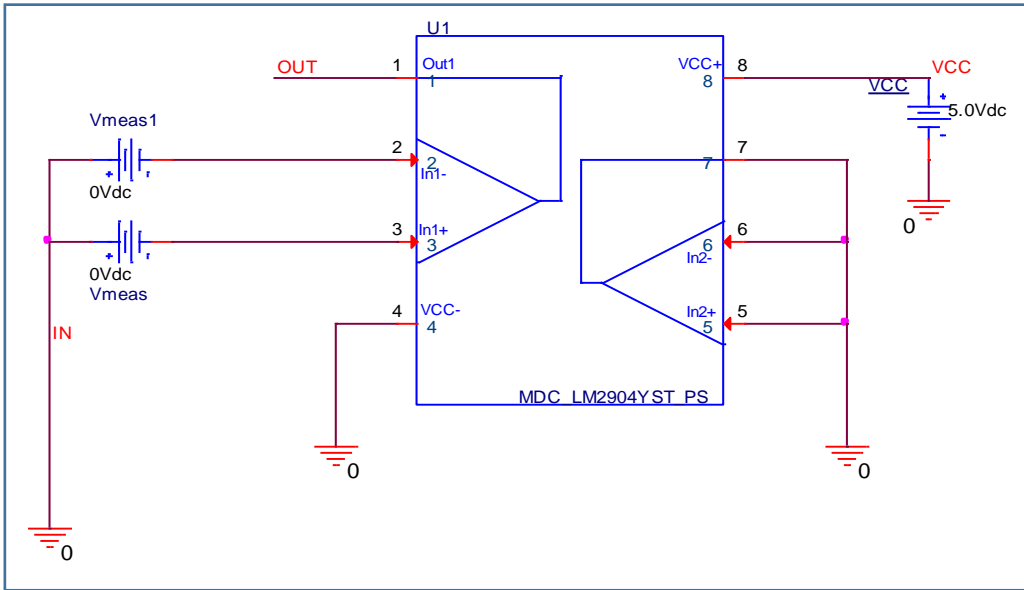 U1
OUT
1
Out1
1
VCC+
8
8
VCC
VCC
+
5.0Vdc
-
0
Vmeas1
+
-
0Vdc
2
2
In1-
7
7
In1+
3
3
+
-
0Vdc
Vmeas
6
6
In2-
VCC-
4
4
In2+
5
5
IN
MDC_LM2904YST_PS
0
0
0